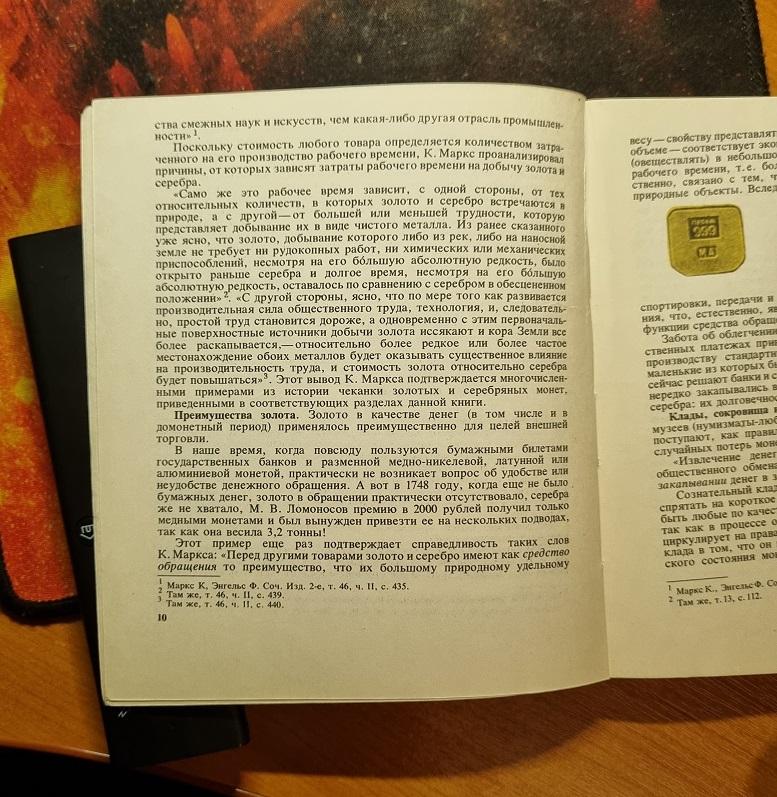 ства смежных наук и искусств, чем какая-либо другая отрасль промышлен-
ности»¹.
Поскольку стоимость любого товара определяется количеством затра-
ченного на его производство рабочего времени, К. Маркс проанализировал
причины, от которых зависят затраты рабочего времени на добычу золота и
серебра.
«Само же это рабочее время зависит, с одной стороны, от тех
относительных количеств, в которых золото и серебро встречаются в
природе, а с другой — от большей или меньшей трудности, которую
представляет добывание их в виде чистого металла. Из ранее сказанного
уже ясно, что золото, добывание которого либо из рек, либо на наносной
земле не требует ни рудокопных работ, ни химических или механических
приспособлений, несмотря на его бо́льшую абсолютную редкость, было
открыто раньше серебра и долгое время, несмотря на его бо́льшую
абсолютную редкость, оставалось по сравнению с серебром в обесцененном
положении»². «С другой стороны, ясно, что по мере того как развивается
производительная сила общественного труда, технология, и, следователь-
но, простой труд становится дороже, а одновременно с этим первоначаль-
ные поверхностные источники добычи золота иссякают и кора Земли все
более раскапывается, — относительно более редкое или более частое
местонахождение обоих металлов будет оказывать существенное влияние
на производительность труда, и стоимость золота относительно серебра
будет повышаться»³. Этот вывод К. Маркса подтверждается многочислен-
ными примерами из истории чеканки золотых и серебряных монет,
приведенными в соответствующих разделах данной книги.
Преимущества золота. Золото в качестве денег (в том числе и в
домонетный период) применялось преимущественно для целей внешней
торговли.
В наше время, когда повсюду пользуются бумажными билетами
государственных банков и разменной медно-никелевой, латунной или
алюминиевой монетой, практически не возникает вопрос об удобстве или
неудобстве денежного обращения. А вот в 1748 году, когда еще не было
бумажных денег, золото в обращении практически отсутствовало, серебра
же не хватало, М. В. Ломоносов премию в 2000 рублей получил только
медными монетами и был вынужден привезти ее на нескольких подводах,
так как она весила 3,2 тонны!
Этот пример еще раз подтверждает справедливость таких слов
К. Маркса: «Перед другими товарами золото и серебро имеют как средство
обращения то преимущество, что их большому природному удельному
¹ Маркс К, Энгельс Ф. Соч. Изд. 2-е, т. 46, ч. II, с. 435.
² Там же, т. 46, ч. II, с. 439.
³ Там же, т. 46, ч. II, с. 440.
10
весу — свойству представлят
объеме — соответствует эко
(овеществлять) в небольшо
рабочего времени, т. е. бол
ственно, связано с тем, ч
природные объекты. Вслед
999
спортировки, передачи и
ния, что, естественно, яв
функции средства обраще
Забота об облегчении
ственных платежах прив
производству стандартн
маленькие из которых бы
сейчас решают банки и с
нередко закапывались в
серебра: их долговечнос
Клады, сокровища и
музеев (нумизматы-люб
поступают, как правил
случайных потерь моне
«Извлечение денег
общественного обмен
закапывании денег в з
Сознательный клад
спрятать на короткое
быть любые по качест
так как в процессе о
циркулирует на права
клада в том, что он
ского состояния мон
¹ Маркс К., Энгельс Ф. Со
² Там же, т. 13, с. 112.